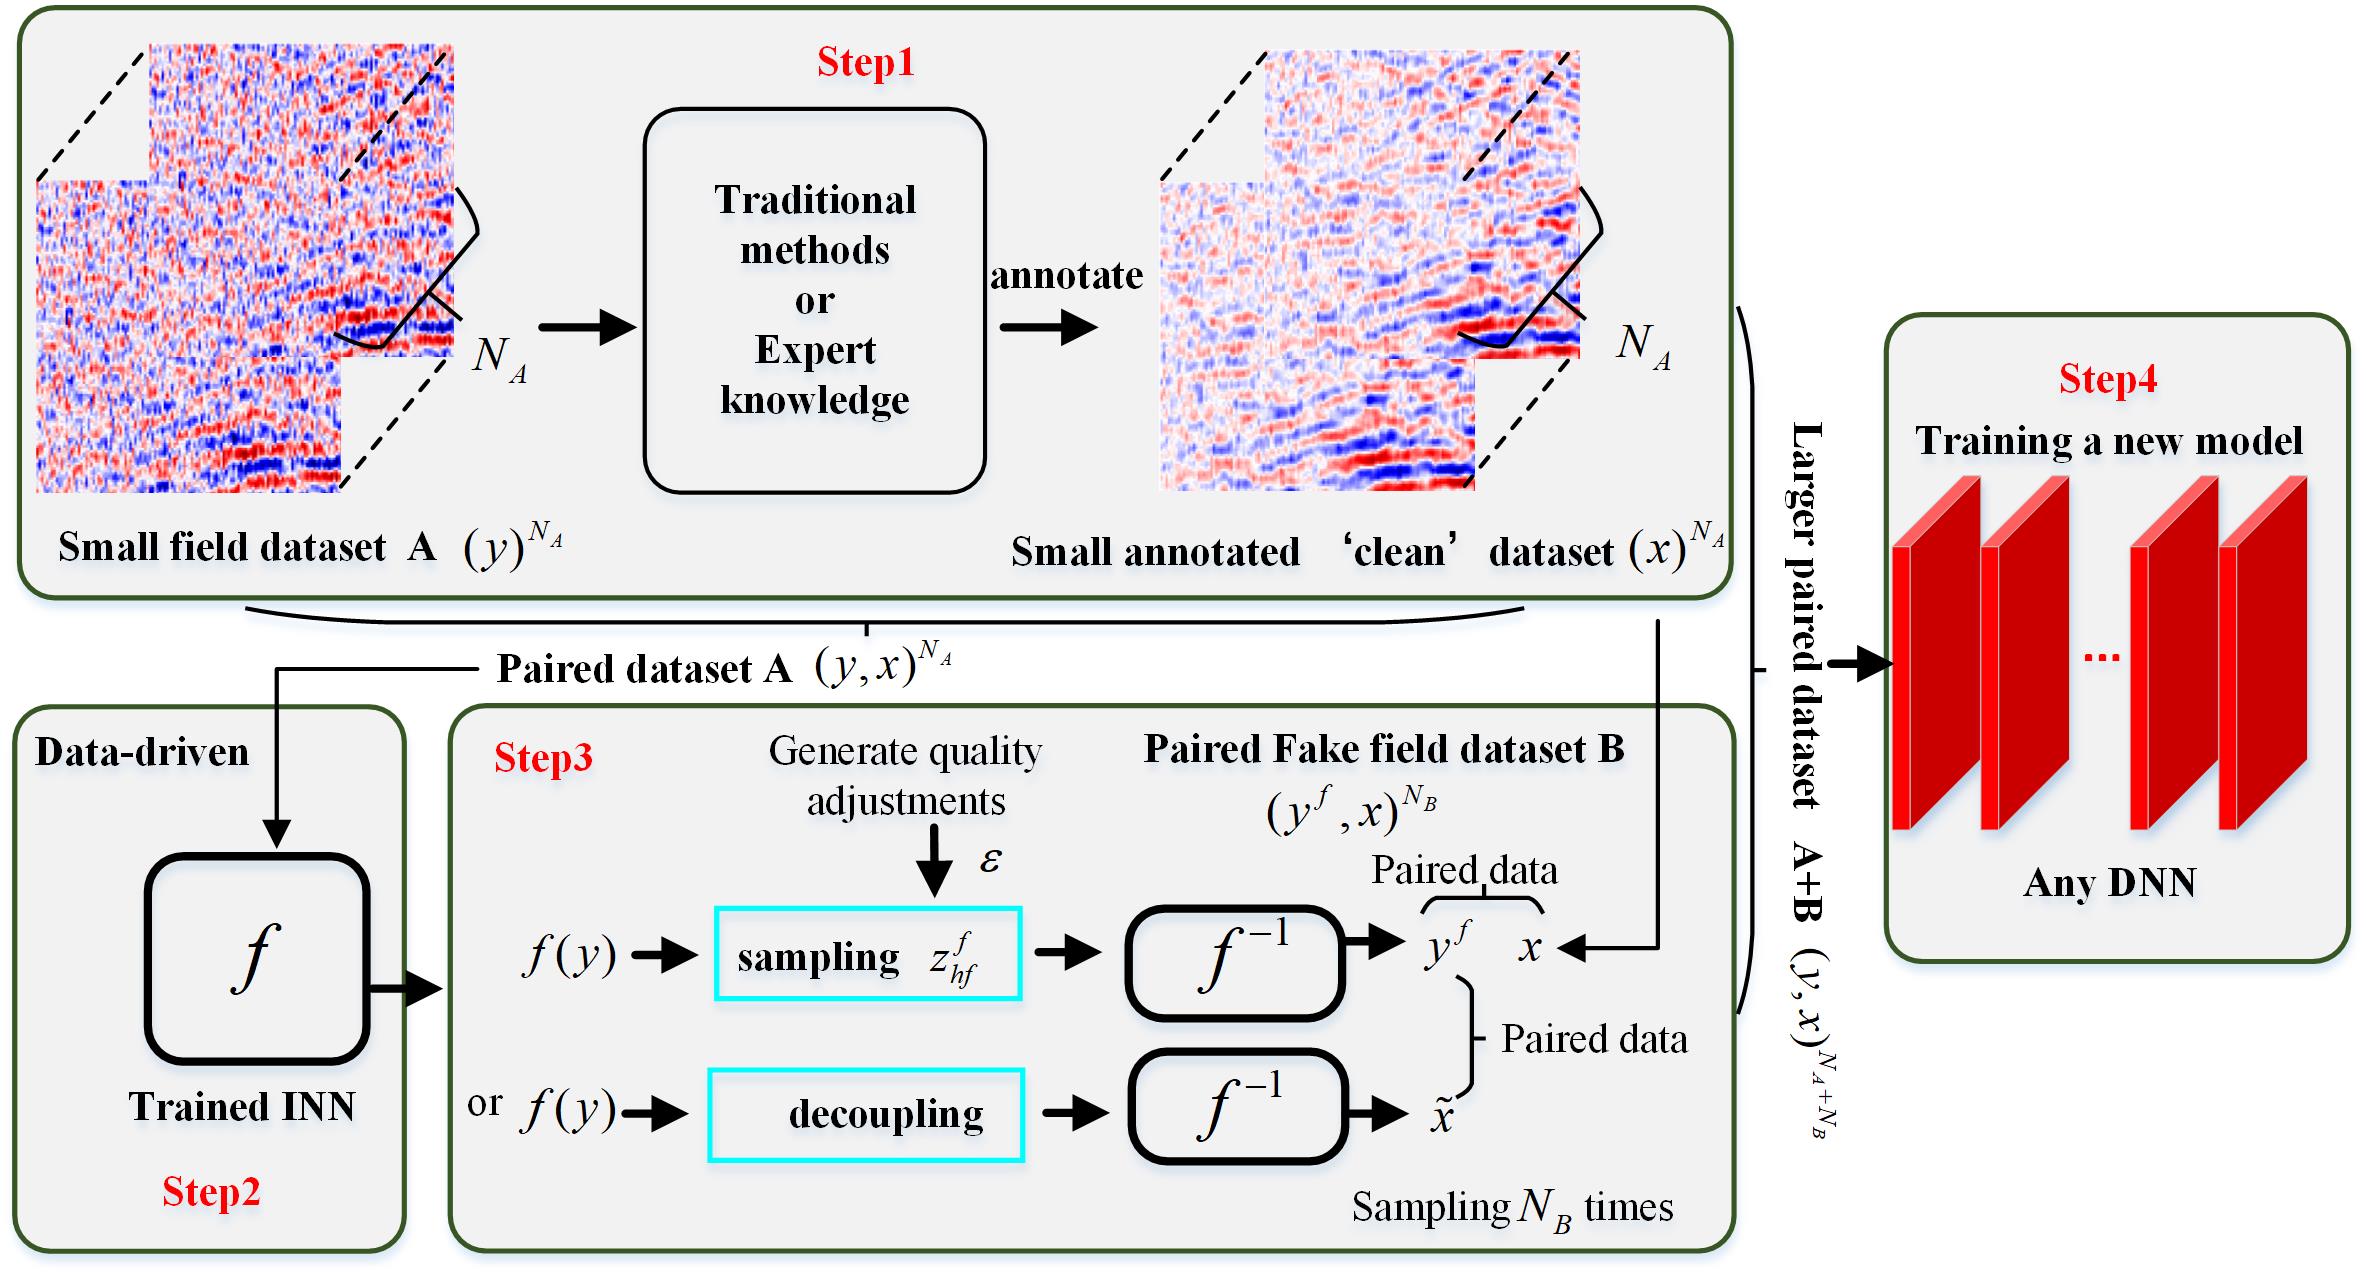 Step1
Traditional
methods
or
Expert
knowledge
annotate
N_A
N_A
Small field dataset A (y)^{N_A}
Small annotated ‘clean’ dataset (x)^{N_A}
Paired dataset A (y,x)^{N_A}
Data-driven
f
Trained INN
Step2
Step3
Generate quality
adjustments
ε
Paired Fake field dataset B
(y^f,x)^{N_B}
Paired data
f(y)
sampling z_{hf}^f
f^{-1}
y^f x
Paired data
or f(y)
decoupling
f^{-1}
x̃
Sampling N_B times
Larger paired dataset A+B (y,x)^{N_A+N_B}
Step4
Training a new model
...
Any DNN